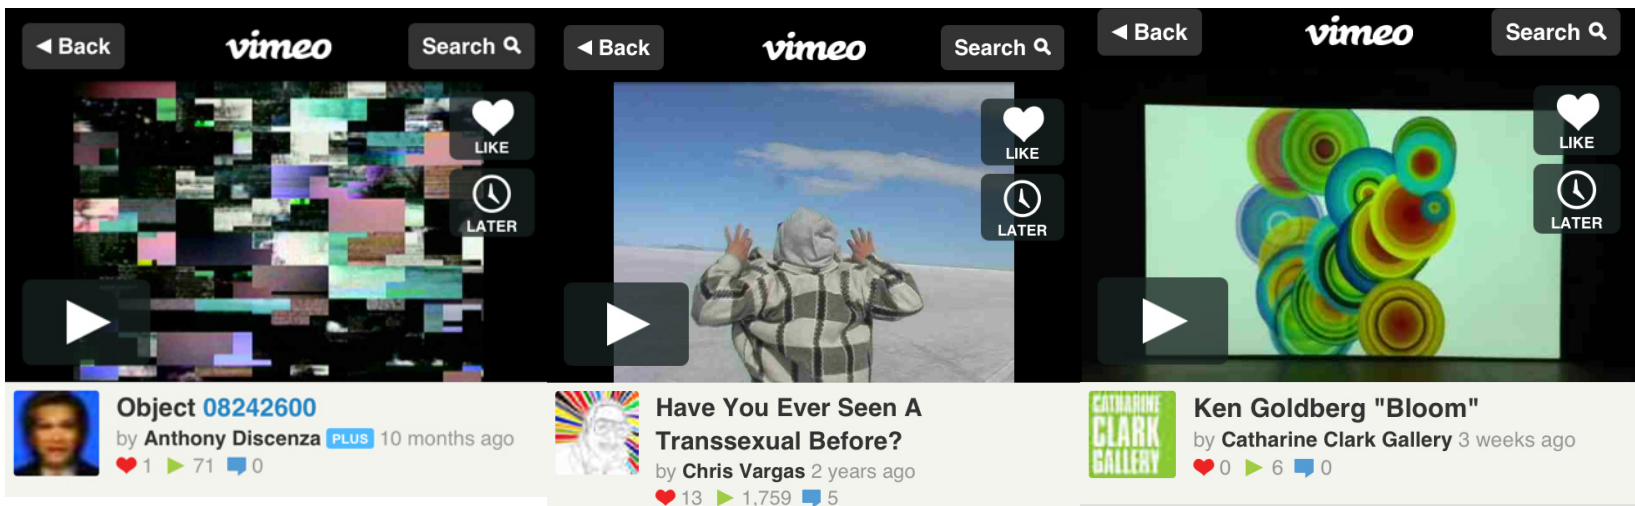 Back
vimeo
Search
LIKE
LATER
Object 08242600
by Anthony Discenza PLUS 10 months ago
1 71 0
Back
vimeo
Search
LIKE
LATER
Have You Ever Seen A
Transsexual Before?
by Chris Vargas 2 years ago
13 1,759 5
Back
vimeo
Search
LIKE
LATER
CATHARINE
CLARK
GALLERY
Ken Goldberg "Bloom"
by Catharine Clark Gallery 3 weeks ago
0 6 0